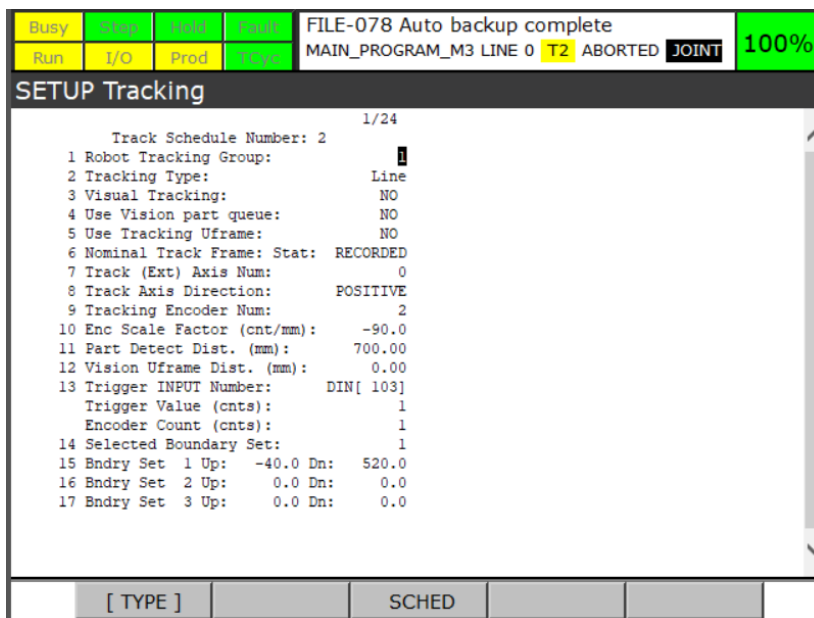 Busy Step Hold Fault FILE-078 Auto backup complete
Run I/O Prod TCyc MAIN_PROGRAM_M3 LINE 0 T2 ABORTED JOINT 100%
SETUP Tracking
1/24
Track Schedule Number: 2
1 Robot Tracking Group: 1
2 Tracking Type: Line
3 Visual Tracking: NO
4 Use Vision part queue: NO
5 Use Tracking Uframe: NO
6 Nominal Track Frame: Stat: RECORDED
7 Track (Ext) Axis Num: 0
8 Track Axis Direction: POSITIVE
9 Tracking Encoder Num: 2
10 Enc Scale Factor (cnt/mm): -90.0
11 Part Detect Dist. (mm): 700.00
12 Vision Uframe Dist. (mm): 0.00
13 Trigger INPUT Number: DIN[ 103]
Trigger Value (cnts): 1
Encoder Count (cnts): 1
14 Selected Boundary Set: 1
15 Bndry Set 1 Up: -40.0 Dn: 520.0
16 Bndry Set 2 Up: 0.0 Dn: 0.0
17 Bndry Set 3 Up: 0.0 Dn: 0.0
[ TYPE ] SCHED